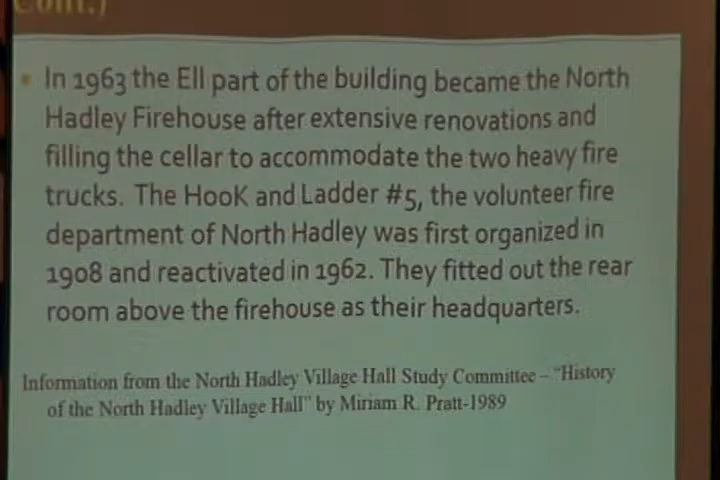 Cont.)
• In 1963 the Ell part of the building became the North
Hadley Firehouse after extensive renovations and
filling the cellar to accommodate the two heavy fire
trucks. The HooK and Ladder #5, the volunteer fire
department of North Hadley was first organized in
1908 and reactivated in 1962. They fitted out the rear
room above the firehouse as their headquarters.
Information from the North Hadley Village Hall Study Committee – "History
of the North Hadley Village Hall" by Miriam R. Pratt-1989